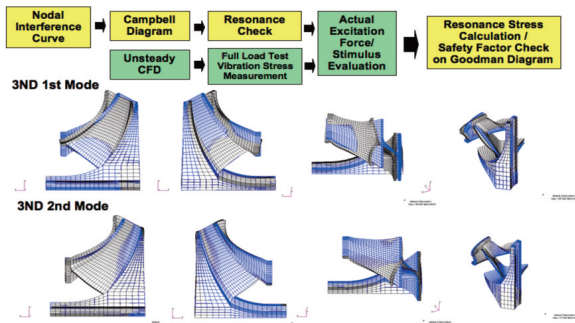 Nodal
Interference
Curve
Campbell
Diagram
Resonance
Check
Actual
Excitation
Force/
Stimulus
Evaluation
Resonance Stress
Calculation /
Safety Factor Check
on Goodman Diagram
Unsteady
CFD
Full Load Test
Vibration Stress
Measurement
3ND 1st Mode
3ND 2nd Mode